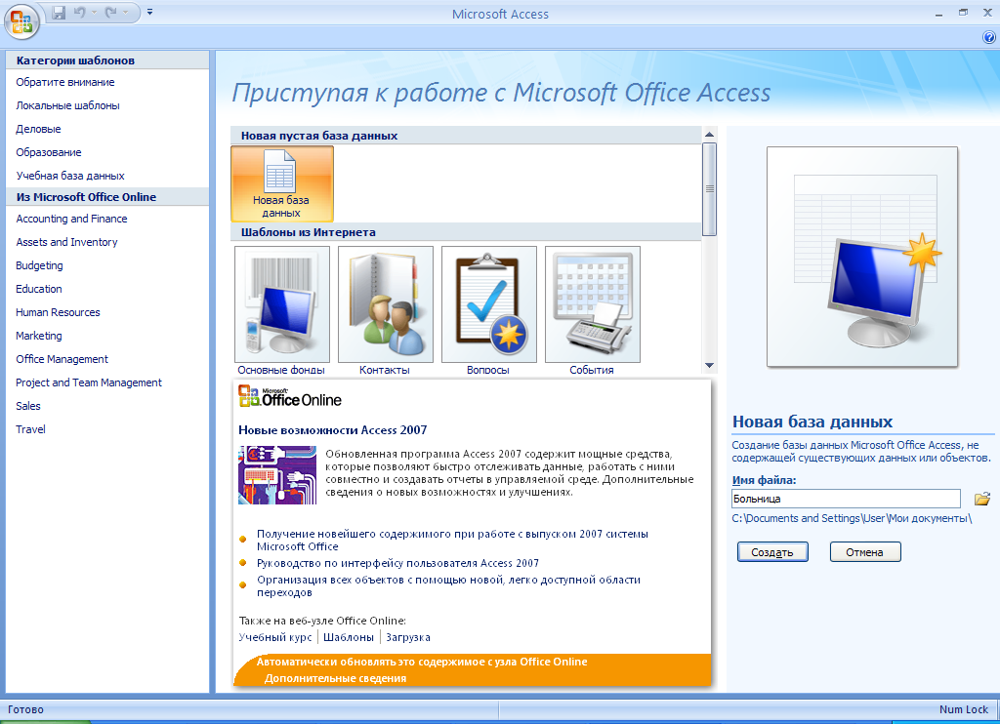 Microsoft Access
Категории шаблонов
Обратите внимание
Локальные шаблоны
Деловые
Образование
Учебная база данных
Из Microsoft Office Online
Accounting and Finance
Assets and Inventory
Budgeting
Education
Human Resources
Marketing
Office Management
Project and Team Management
Sales
Travel
Приступая к работе с Microsoft Office Access
Новая пустая база данных
Новая база
данных
Шаблоны из Интернета
Основные фонды
Контакты
Вопросы
События
Microsoft
Office Online
Новые возможности Access 2007
Обновленная программа Access 2007 содержит мощные средства,
которые позволяют быстро отслеживать данные, работать с ними
совместно и создавать отчеты в управляемой среде. Дополнительные
сведения о новых возможностях и улучшениях.
Получение новейшего содержимого при работе с выпуском 2007 системы
Microsoft Office
Руководство по интерфейсу пользователя Access 2007
Организация всех объектов с помощью новой, легко доступной области
переходов
Также на веб-узле Office Online:
Учебный курс | Шаблоны | Загрузка
Автоматически обновлять это содержимое с узла Office Online
Дополнительные сведения
Новая база данных
Создание базы данных Microsoft Office Access, не
содержащей существующих данных или объектов.
Имя файла:
Больница
C:\Documents and Settings\User\Мои документы\
Создать
Отмена
Готово
Num Lock